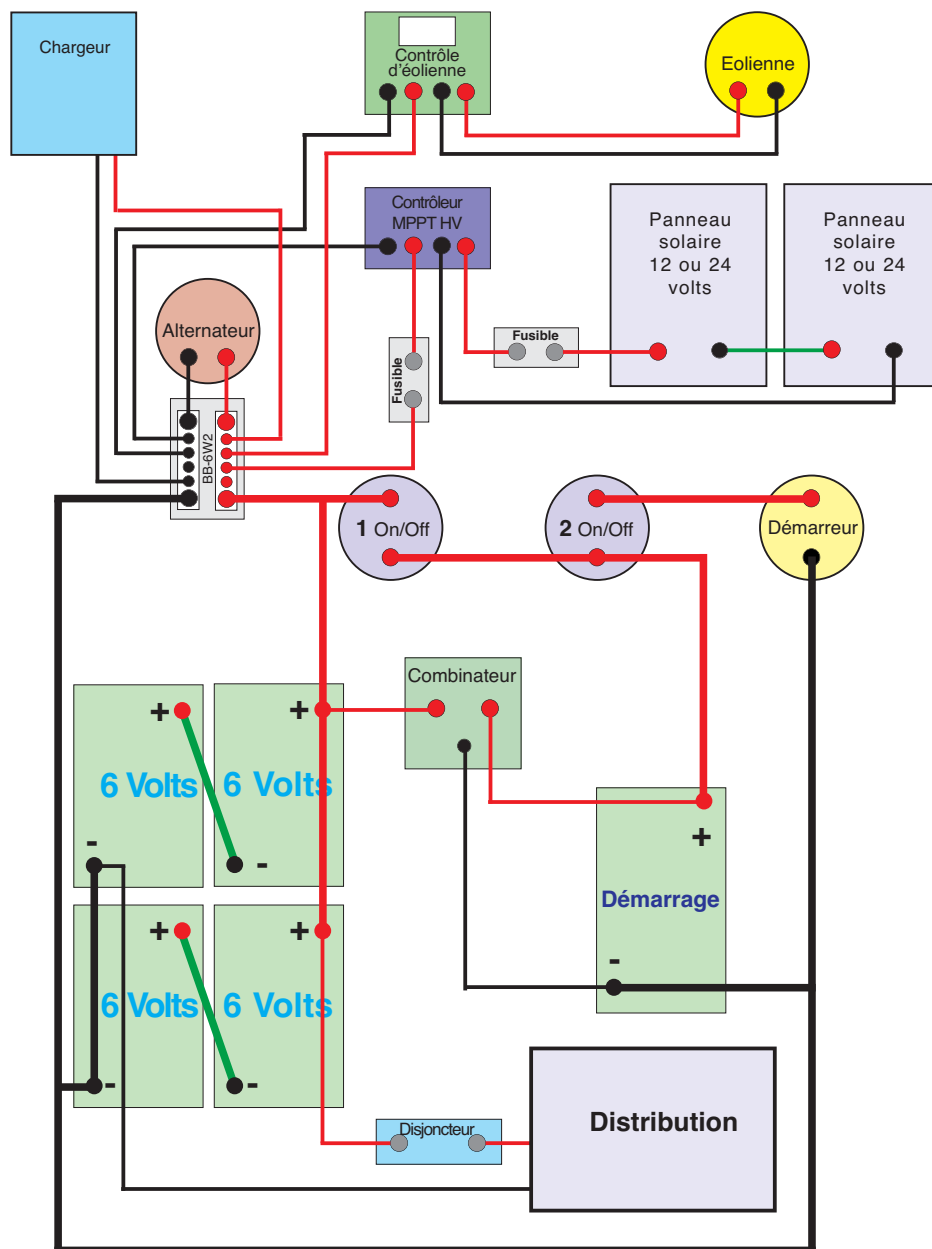 Chargeur
Contrôle
d'éolienne
Eolienne
Contrôleur
MPPT HV
Panneau
solaire
12 ou 24
volts
Panneau
solaire
12 ou 24
volts
Alternateur
Fusible
Fusible
BB-6W2
1 On/Off
2 On/Off
Démarreur
Combinateur
+
+
6 Volts
6 Volts
-
-
+
Démarrage
-
+
+
6 Volts
6 Volts
-
-
Disjoncteur
Distribution